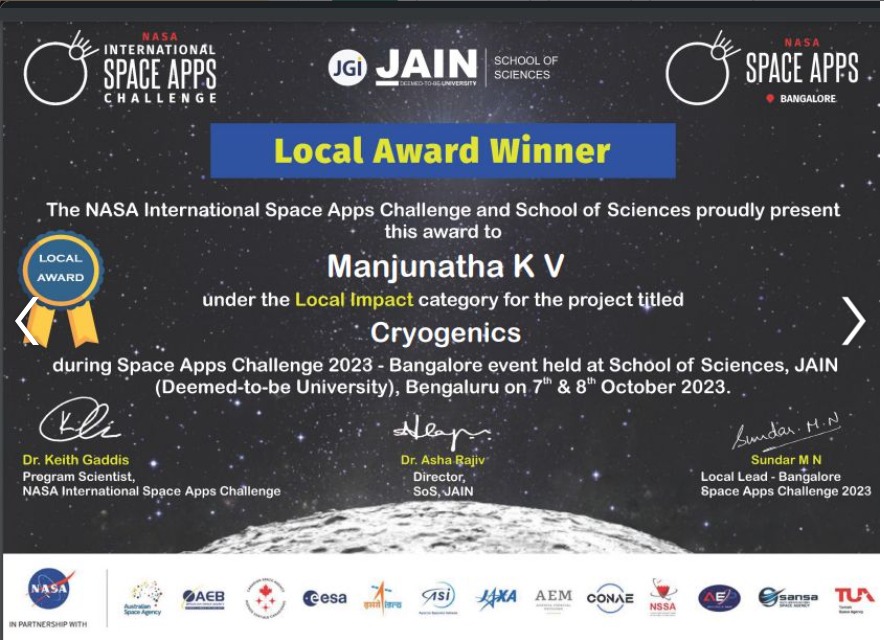 NASA
INTERNATIONAL
SPACE APPS
CHALLENGE
JGi
JAIN
DEEMED-TO-BE-UNIVERSITY
SCHOOL OF
SCIENCES
NASA
SPACE APPS
BANGALORE
Local Award Winner
The NASA International Space Apps Challenge and School of Sciences proudly present
this award to
LOCAL
AWARD
Manjunatha K V
under the Local Impact category for the project titled
Cryogenics
during Space Apps Challenge 2023 - Bangalore event held at School of Sciences, JAIN
(Deemed-to-be University), Bengaluru on 7th & 8th October 2023.
Sundar. M. N
Dr. Keith Gaddis
Program Scientist,
NASA International Space Apps Challenge
Dr. Asha Rajiv
Director,
SoS, JAIN
Sundar M N
Local Lead - Bangalore
Space Apps Challenge 2023
NASA
IN PARTNERSHIP WITH
Australian
Space Agency
AEB
esa
इसरो isro
asi
JAXA
AEM
CONAE
NSSA
AE
sansa
TUA